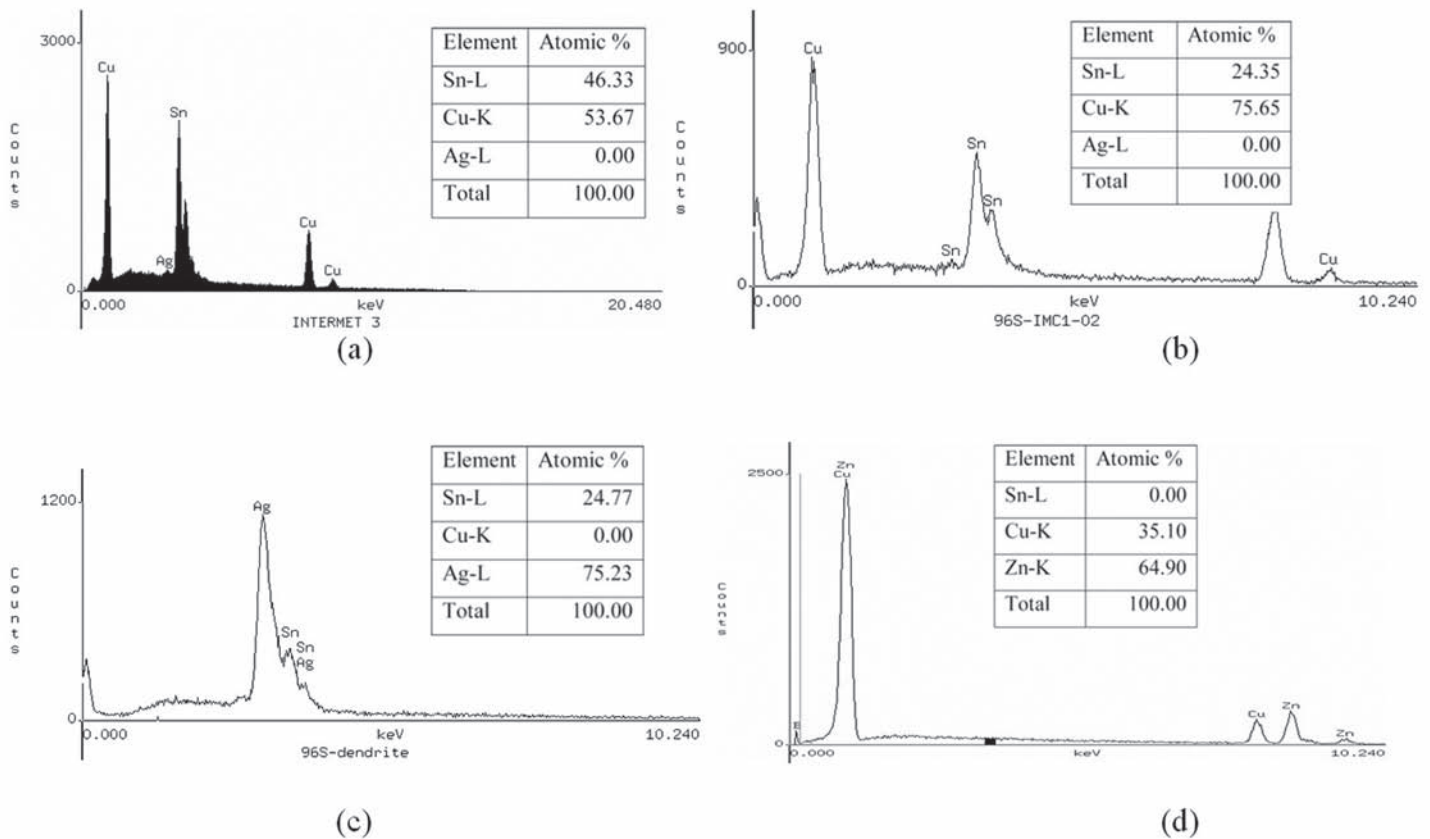 3000
Cu
Sn
Ag
Cu
Cu
Counts
0
0.000 keV 20.480
INTERMET 3
Element Atomic %
Sn-L 46.33
Cu-K 53.67
Ag-L 0.00
Total 100.00
(a)
900
Cu
Sn
Sn
Sn
Cu
Counts
0
0.000 keV 10.240
96S-IMC1-02
Element Atomic %
Sn-L 24.35
Cu-K 75.65
Ag-L 0.00
Total 100.00
(b)
1200
Ag
Sn
Sn
Ag
Counts
0
0.000 keV 10.240
96S-dendrite
Element Atomic %
Sn-L 24.77
Cu-K 0.00
Ag-L 75.23
Total 100.00
(c)
2500
Zn
Cu
Cu
Zn
Zn
Counts
0
0.000 keV 10.240
Element Atomic %
Sn-L 0.00
Cu-K 35.10
Zn-K 64.90
Total 100.00
(d)